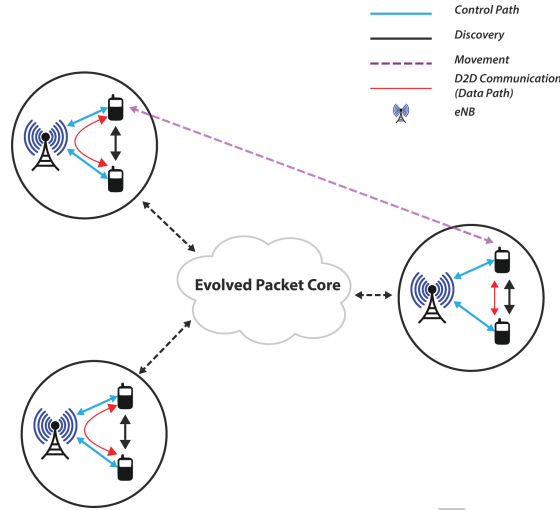 Control Path
Discovery
Movement
D2D Communication
(Data Path)
eNB
Evolved Packet Core